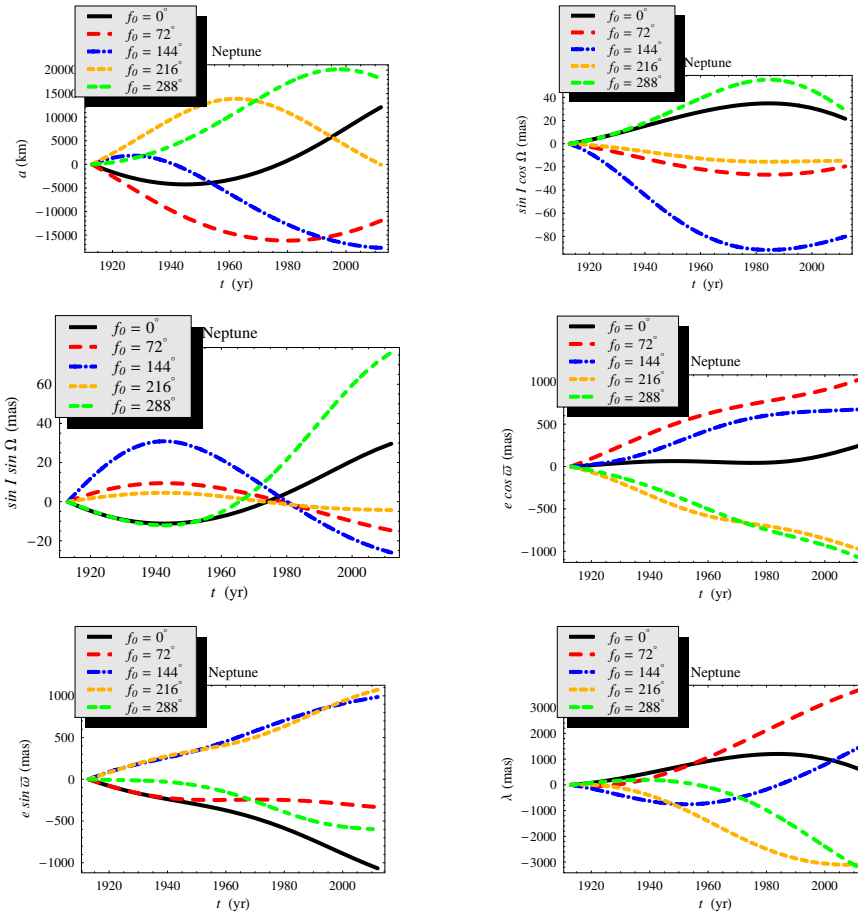 f0 = 0°
f0 = 72°
f0 = 144°
f0 = 216°
f0 = 288°
Neptune
20000
15000
10000
5000
0
−5000
−10000
−15000
a (km)
1920 1940 1960 1980 2000
t (yr)
f0 = 0°
f0 = 72°
f0 = 144°
f0 = 216°
f0 = 288°
Neptune
40
20
0
−20
−40
−60
−80
sin I cos Ω (mas)
1920 1940 1960 1980 2000
t (yr)
f0 = 0°
f0 = 72°
f0 = 144°
f0 = 216°
f0 = 288°
Neptune
60
40
20
0
−20
sin I sin Ω (mas)
1920 1940 1960 1980 2000
t (yr)
f0 = 0°
f0 = 72°
f0 = 144°
f0 = 216°
f0 = 288°
Neptune
1000
500
0
−500
−1000
e cos ϖ (mas)
1920 1940 1960 1980 2000
t (yr)
f0 = 0°
f0 = 72°
f0 = 144°
f0 = 216°
f0 = 288°
Neptune
1000
500
0
−500
−1000
e sin ϖ (mas)
1920 1940 1960 1980 2000
t (yr)
f0 = 0°
f0 = 72°
f0 = 144°
f0 = 216°
f0 = 288°
Neptune
3000
2000
1000
0
−1000
−2000
−3000
λ (mas)
1920 1940 1960 1980 2000
t (yr)